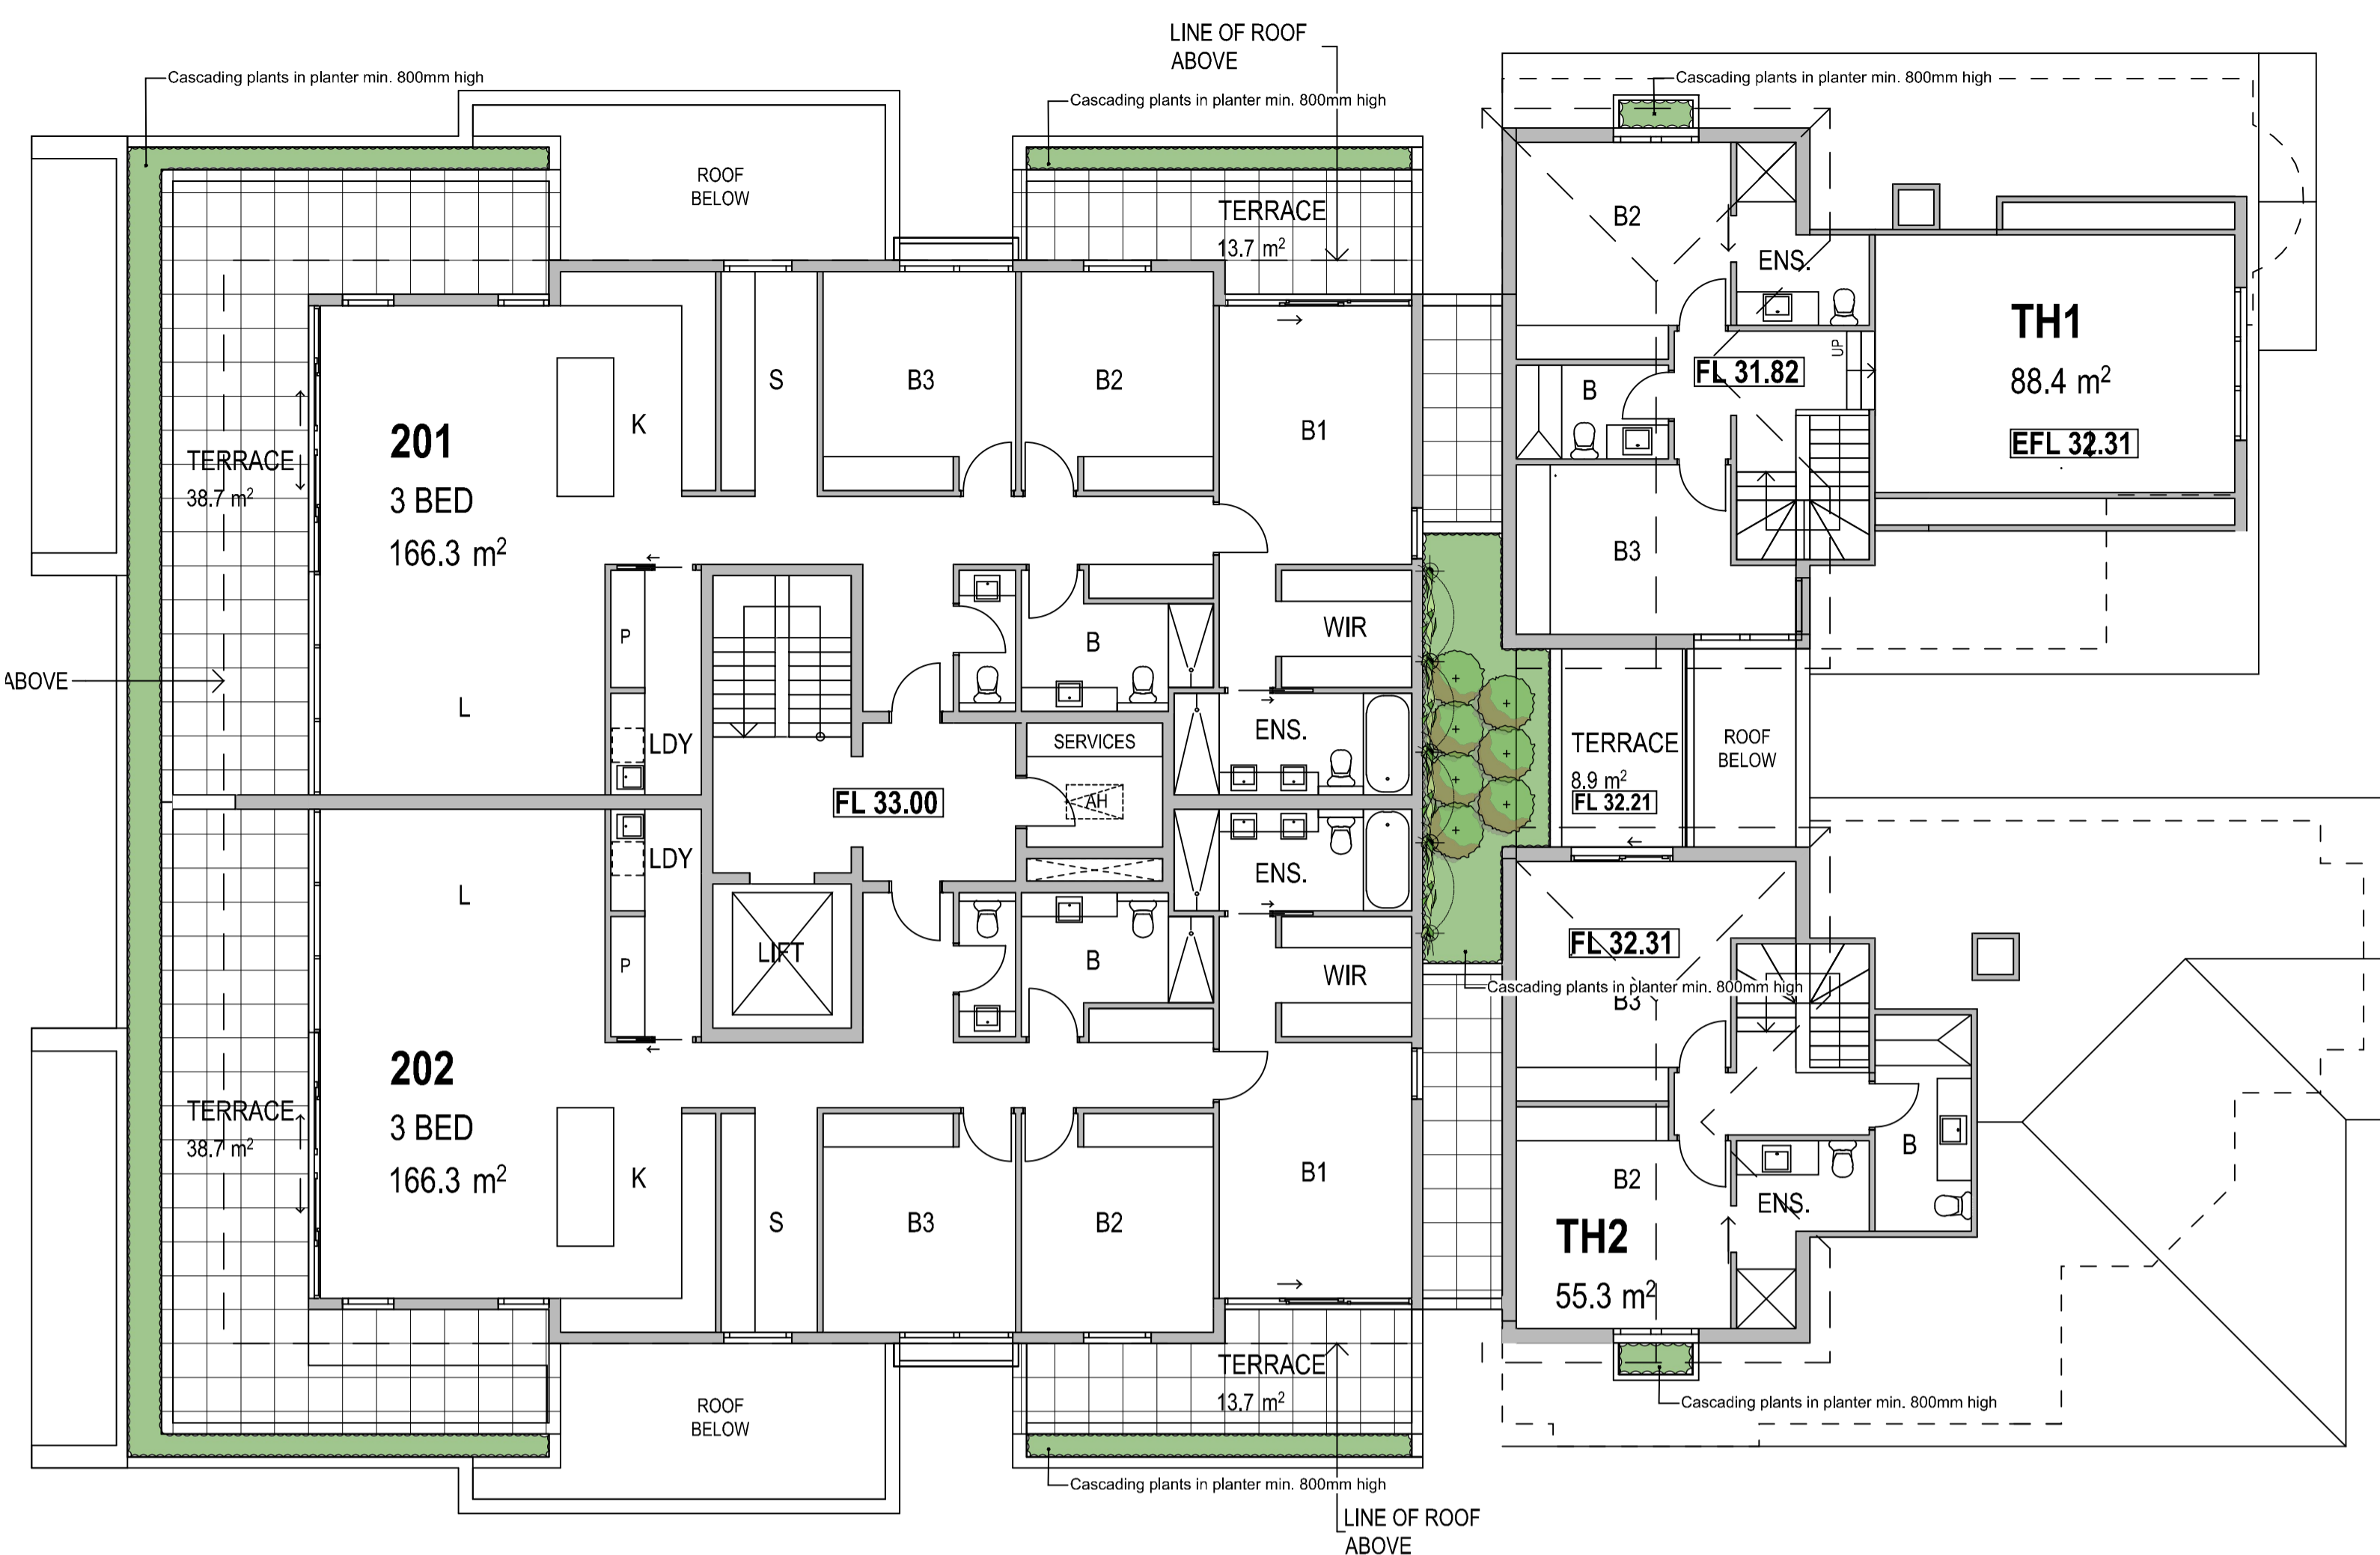 LINE OF ROOF
ABOVE
Cascading plants in planter min. 800mm high
Cascading plants in planter min. 800mm high
Cascading plants in planter min. 800mm high
ROOF
BELOW
TERRACE
13.7 m²
B2
ENS.
TH1
88.4 m²
EFL 32.31
UP
FL 31.82
B
B3
201
3 BED
166.3 m²
TERRACE
38.7 m²
K
S
B3
B2
B1
P
L
LDY
B
WIR
ENS.
SERVICES
AH
FL 33.00
ABOVE
TERRACE
8.9 m²
FL 32.21
ROOF
BELOW
L
LDY
P
LIFT
B
ENS.
WIR
FL 32.31
Cascading plants in planter min. 800mm high
B3
202
3 BED
166.3 m²
TERRACE
38.7 m²
K
S
B3
B2
B1
B2
ENS.
B
TH2
55.3 m²
TERRACE
13.7 m²
ROOF
BELOW
Cascading plants in planter min. 800mm high
Cascading plants in planter min. 800mm high
LINE OF ROOF
ABOVE